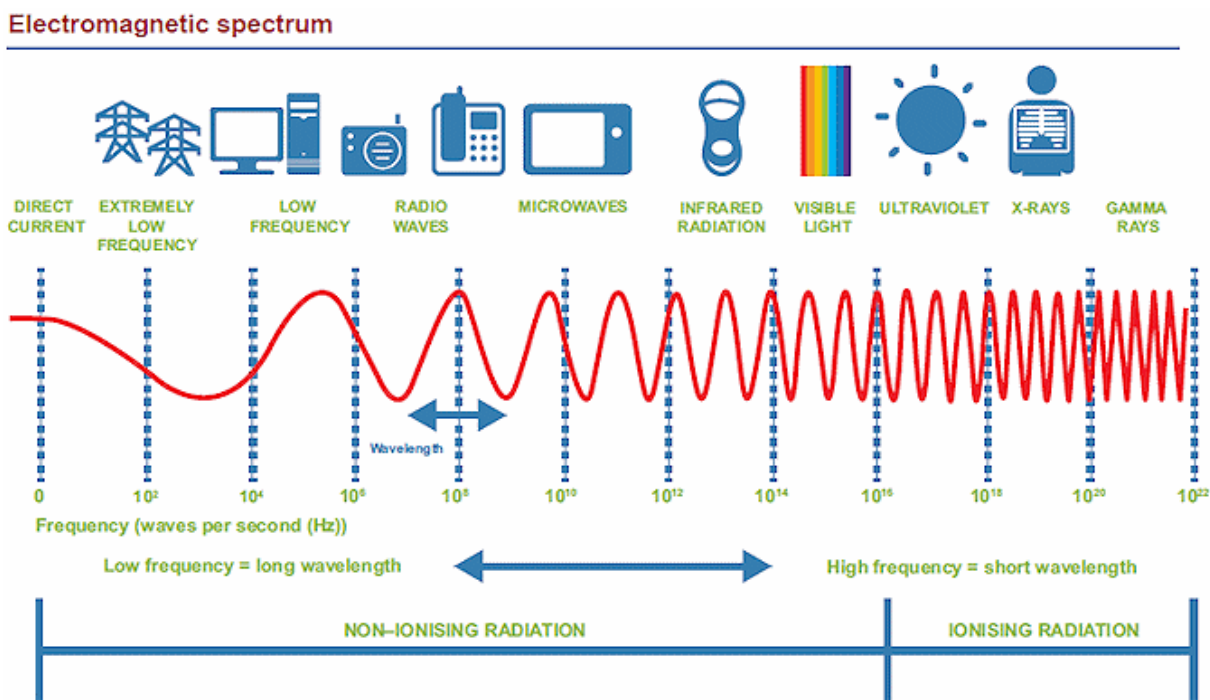 Electromagnetic spectrum
DIRECT
CURRENT
EXTREMELY
LOW
FREQUENCY
LOW
FREQUENCY
RADIO
WAVES
MICROWAVES
INFRARED
RADIATION
VISIBLE
LIGHT
ULTRAVIOLET
X-RAYS
GAMMA
RAYS
Wavelength
0 10² 10⁴ 10⁶ 10⁸ 10¹⁰ 10¹² 10¹⁴ 10¹⁶ 10¹⁸ 10²⁰ 10²²
Frequency (waves per second (Hz))
Low frequency = long wavelength
High frequency = short wavelength
NON–IONISING RADIATION
IONISING RADIATION